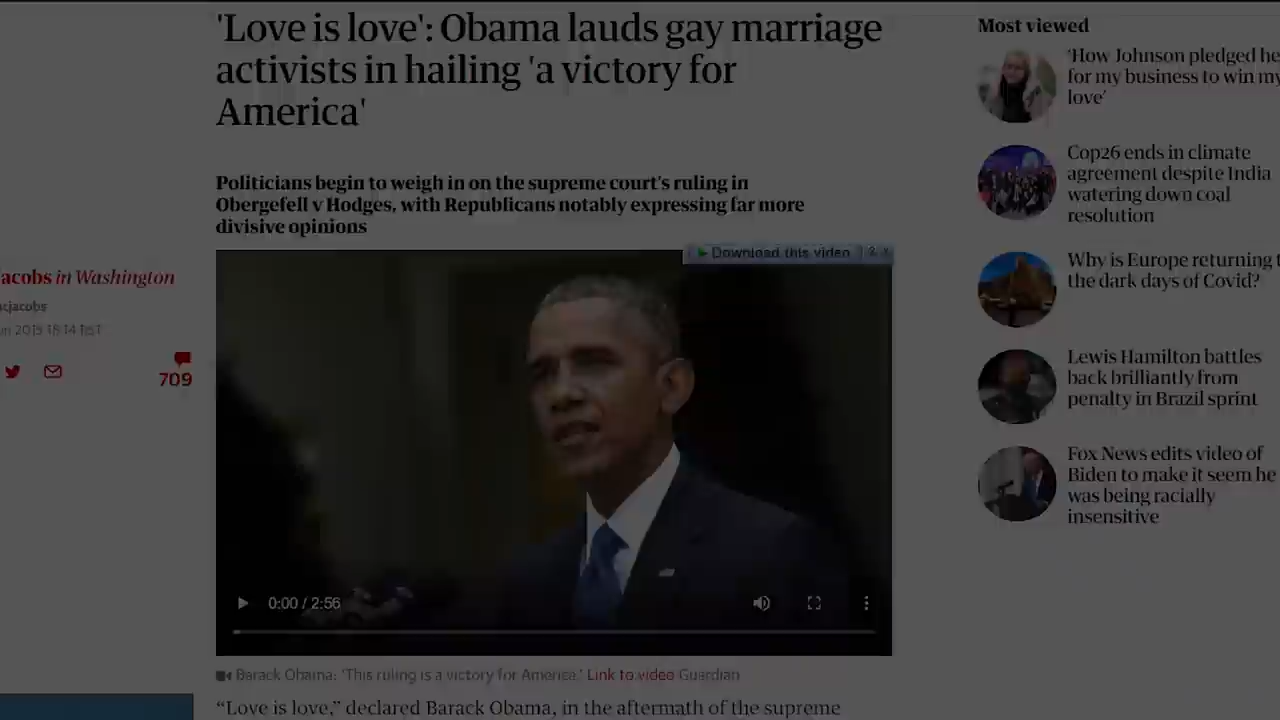 'Love is love': Obama lauds gay marriage
activists in hailing 'a victory for
America'
Politicians begin to weigh in on the supreme court's ruling in
Obergefell v Hodges, with Republicans notably expressing far more
divisive opinions
acobs in Washington
cjacobs
2015 18.14 BST
709
Download this video
?
x
0:00 / 2:56
Barack Obama: 'This ruling is a victory for America.' Link to video Guardian
“Love is love,” declared Barack Obama, in the aftermath of the supreme
Most viewed
'How Johnson pledged he
for my business to win my
love'
Cop26 ends in climate
agreement despite India
watering down coal
resolution
Why is Europe returning t
the dark days of Covid?
Lewis Hamilton battles
back brilliantly from
penalty in Brazil sprint
Fox News edits video of
Biden to make it seem he
was being racially
insensitive